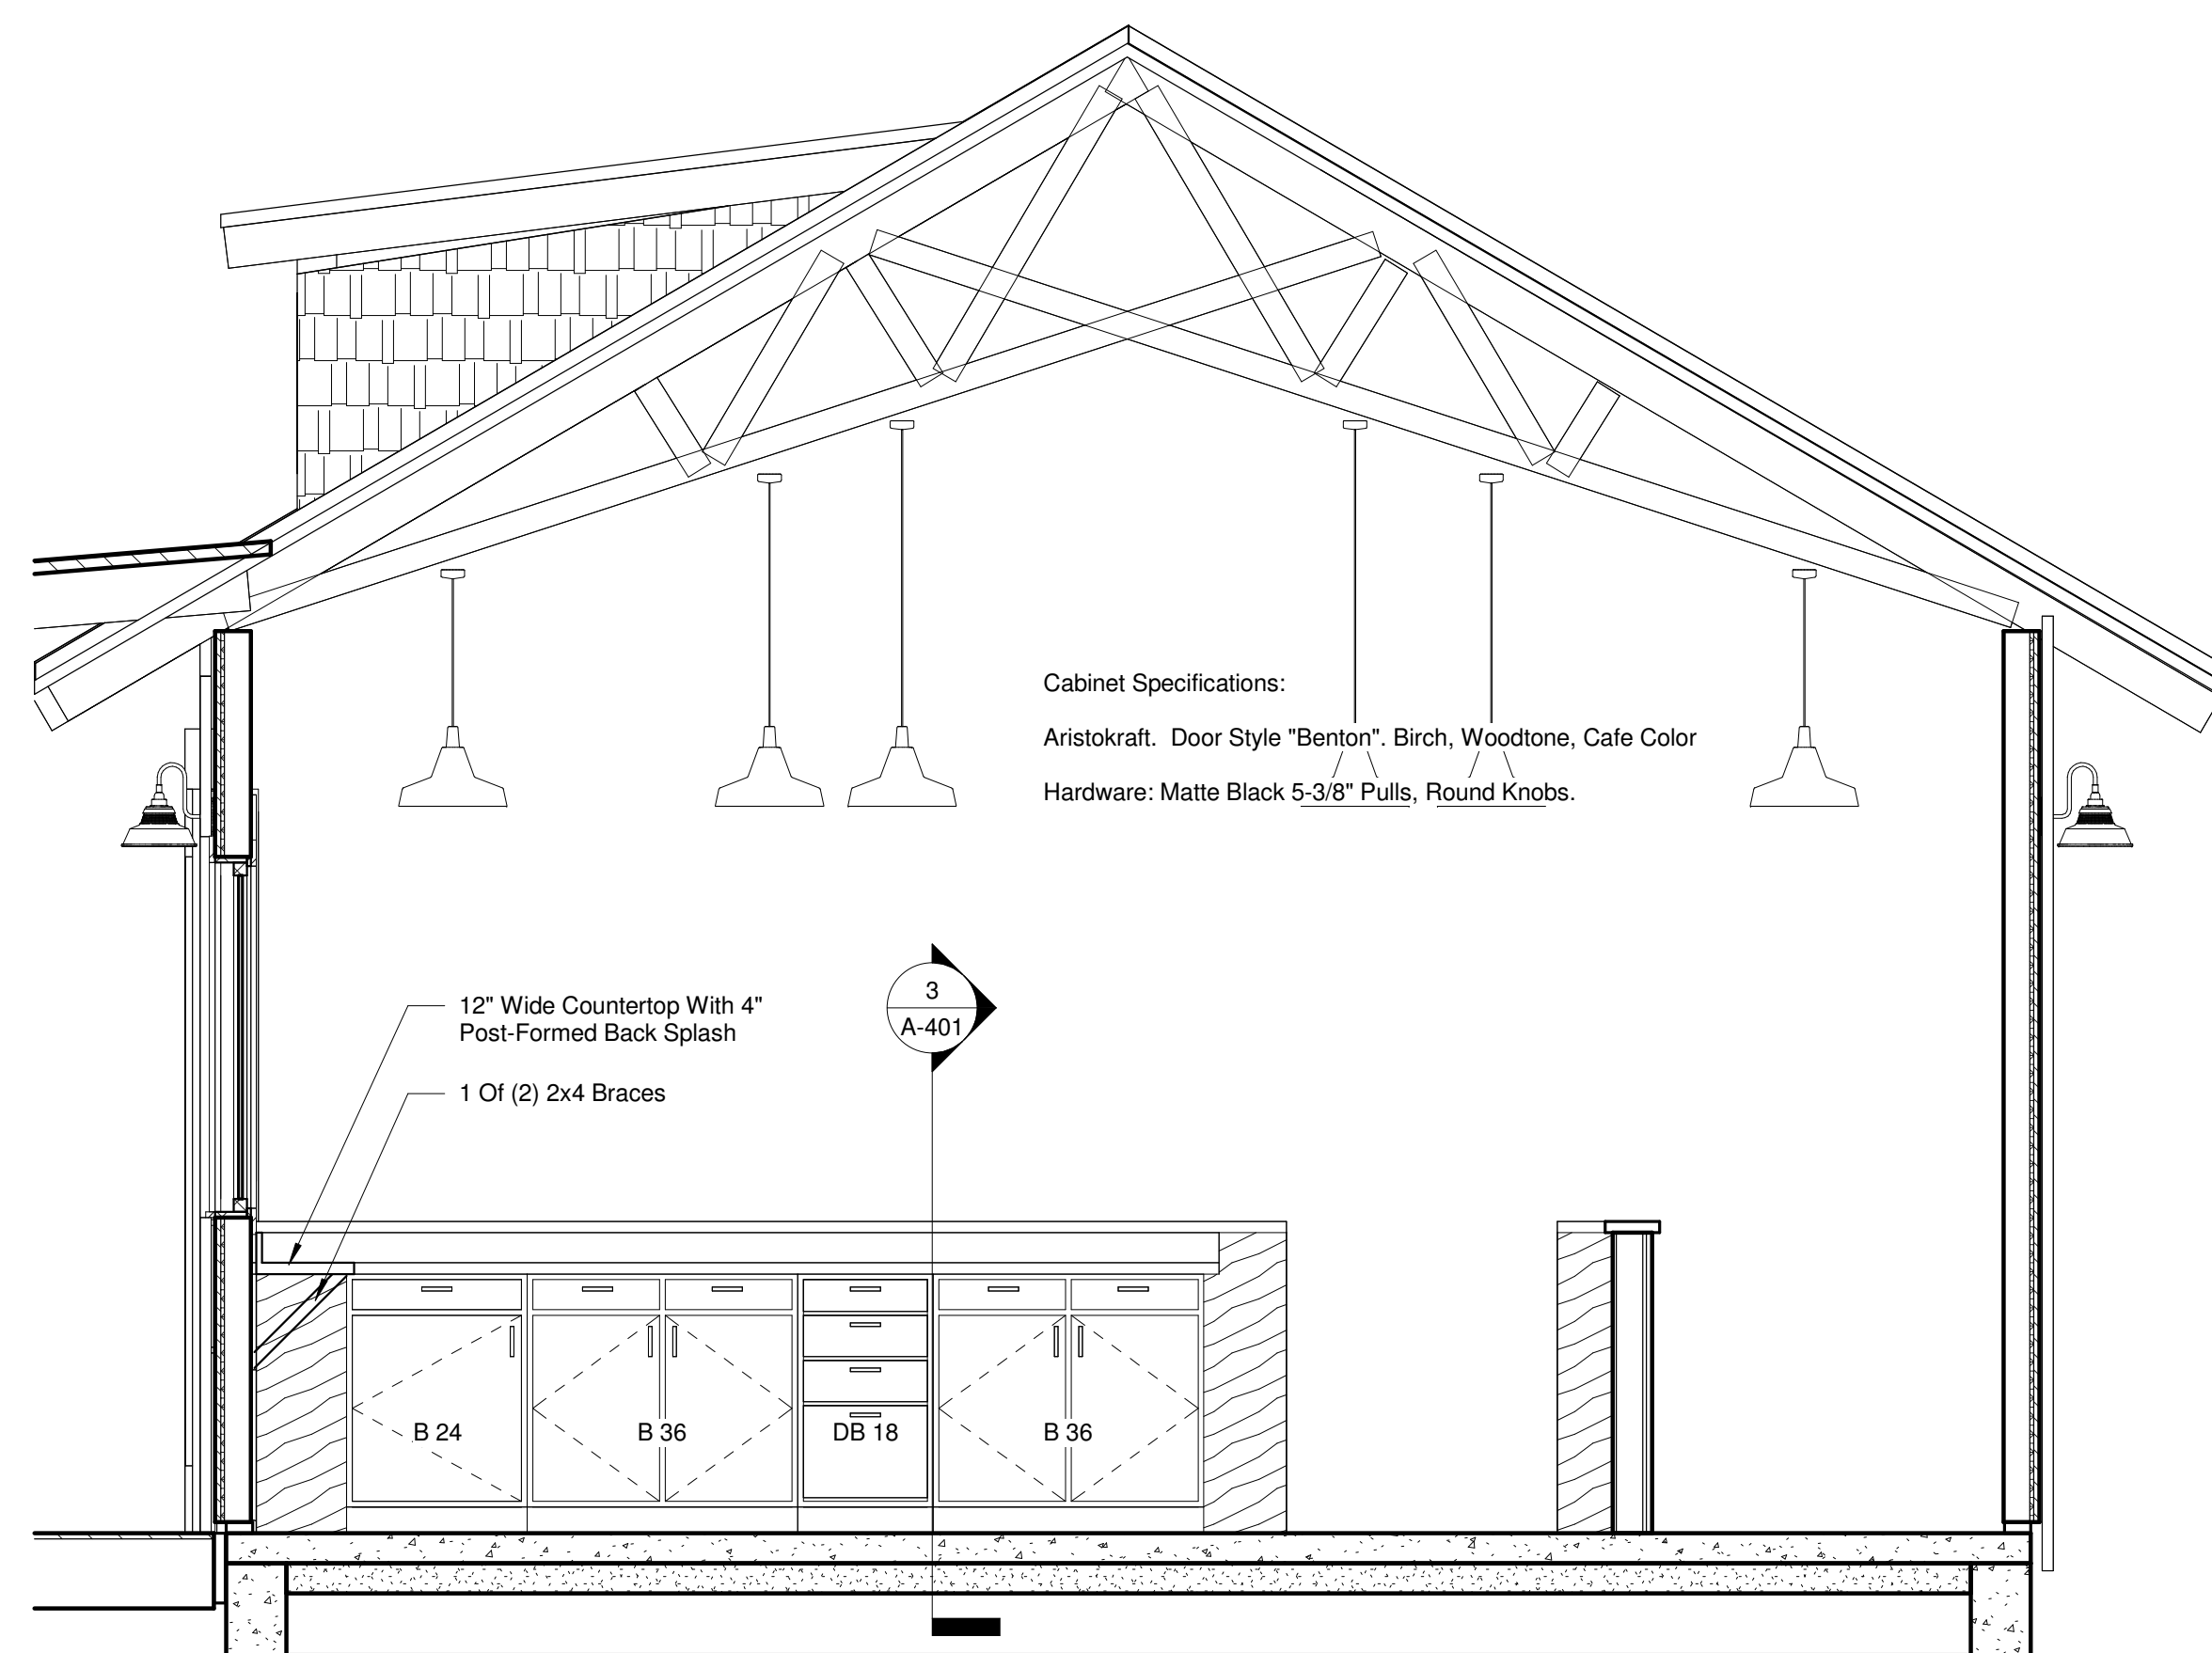 Cabinet Specifications:
Aristokraft.  Door Style "Benton". Birch, Woodtone, Cafe Color
Hardware: Matte Black 5-3/8" Pulls, Round Knobs.
12" Wide Countertop With 4"
Post-Formed Back Splash
3
A-401
1 Of (2) 2x4 Braces
B 24
B 36
DB 18
B 36